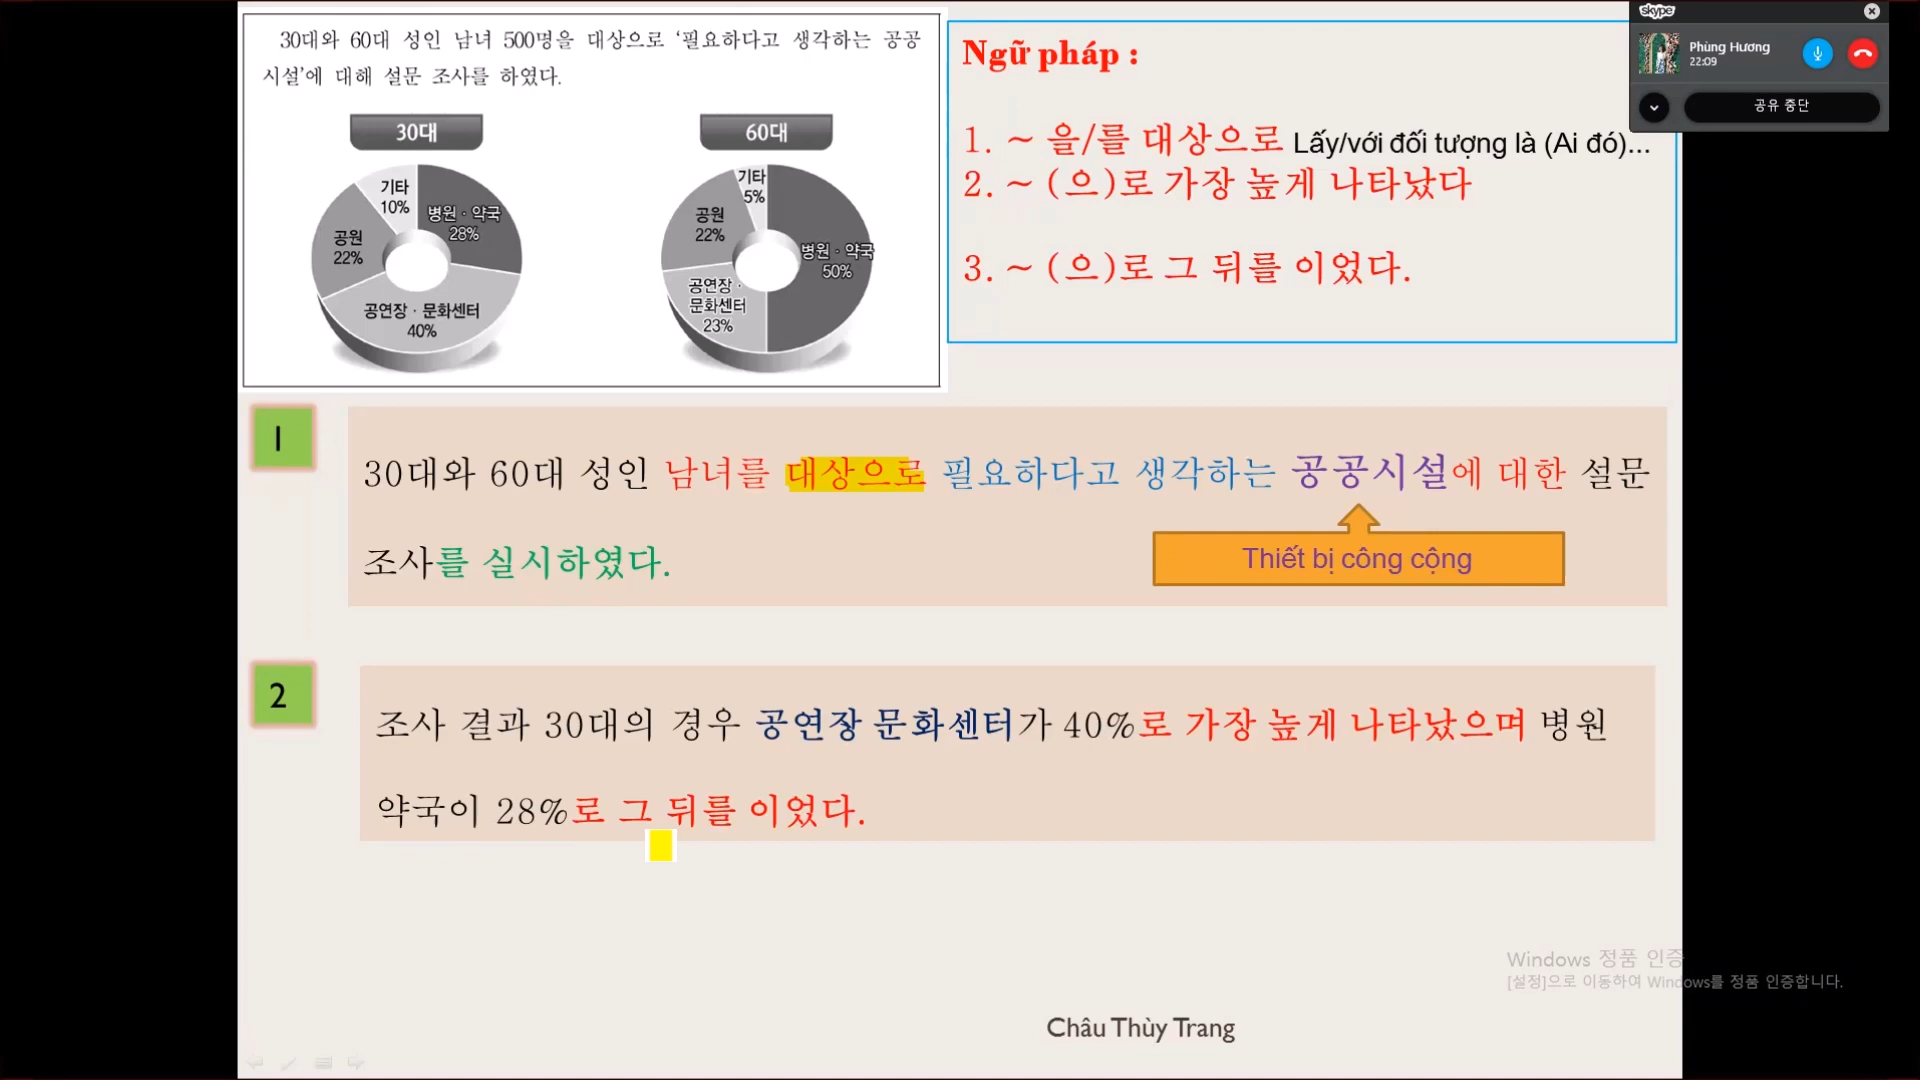 30대와 60대 성인 남녀 500명을 대상으로 '필요하다고 생각하는 공공
시설'에 대해 설문 조사를 하였다.
30대
기타
10%
병원·약국
28%
공원
22%
공연장·문화센터
40%
60대
기타
5%
공원
22%
병원·약국
50%
공연장·
문화센터
23%
Ngữ pháp :
1. ~ 을/를 대상으로 Lấy/với đối tượng là (Ai đó)...
2. ~ (으)로 가장 높게 나타났다
3. ~ (으)로 그 뒤를 이었다.
skype
Phùng Hương
22:09
공유 중단
1
30대와 60대 성인 남녀를 대상으로 필요하다고 생각하는 공공시설에 대한 설문
조사를 실시하였다.
Thiết bị công cộng
2
조사 결과 30대의 경우 공연장 문화센터가 40%로 가장 높게 나타났으며 병원
약국이 28%로 그 뒤를 이었다.
Windows 정품 인증
[설정]으로 이동하여 Windows를 정품 인증합니다.
Châu Thùy Trang